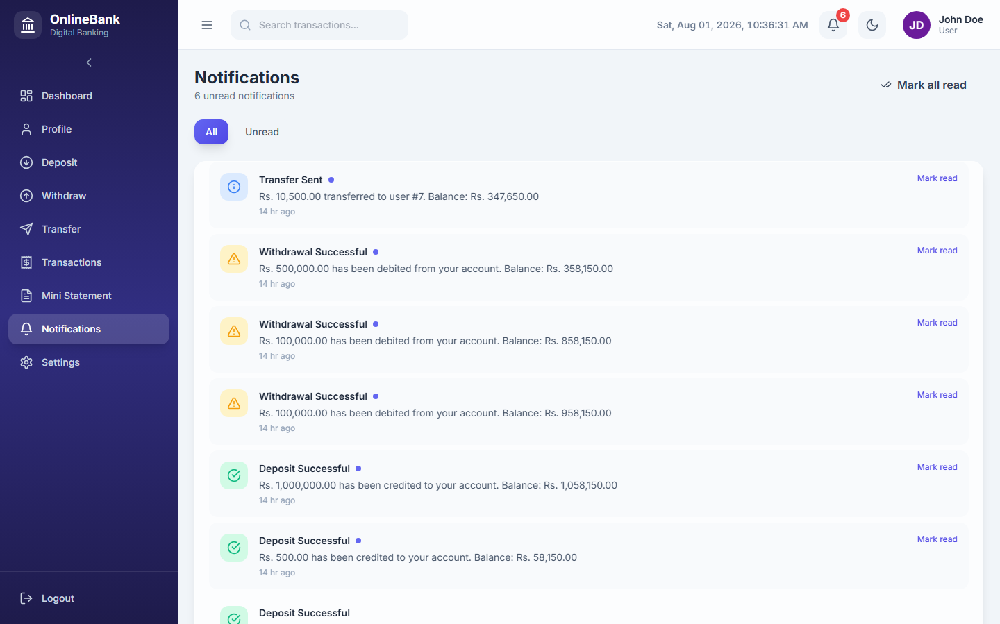 OnlineBank
Digital Banking
Dashboard
Profile
Deposit
Withdraw
Transfer
Transactions
Mini Statement
Notifications
Settings
Logout
Search transactions...
Sat, Aug 01, 2026, 10:36:31 AM
6
JD
John Doe
User
Notifications
6 unread notifications
Mark all read
All
Unread
Transfer Sent
Mark read
Rs. 10,500.00 transferred to user #7. Balance: Rs. 347,650.00
14 hr ago
Withdrawal Successful
Mark read
Rs. 500,000.00 has been debited from your account. Balance: Rs. 358,150.00
14 hr ago
Withdrawal Successful
Mark read
Rs. 100,000.00 has been debited from your account. Balance: Rs. 858,150.00
14 hr ago
Withdrawal Successful
Mark read
Rs. 100,000.00 has been debited from your account. Balance: Rs. 958,150.00
14 hr ago
Deposit Successful
Mark read
Rs. 1,000,000.00 has been credited to your account. Balance: Rs. 1,058,150.00
14 hr ago
Deposit Successful
Mark read
Rs. 500.00 has been credited to your account. Balance: Rs. 58,150.00
14 hr ago
Deposit Successful